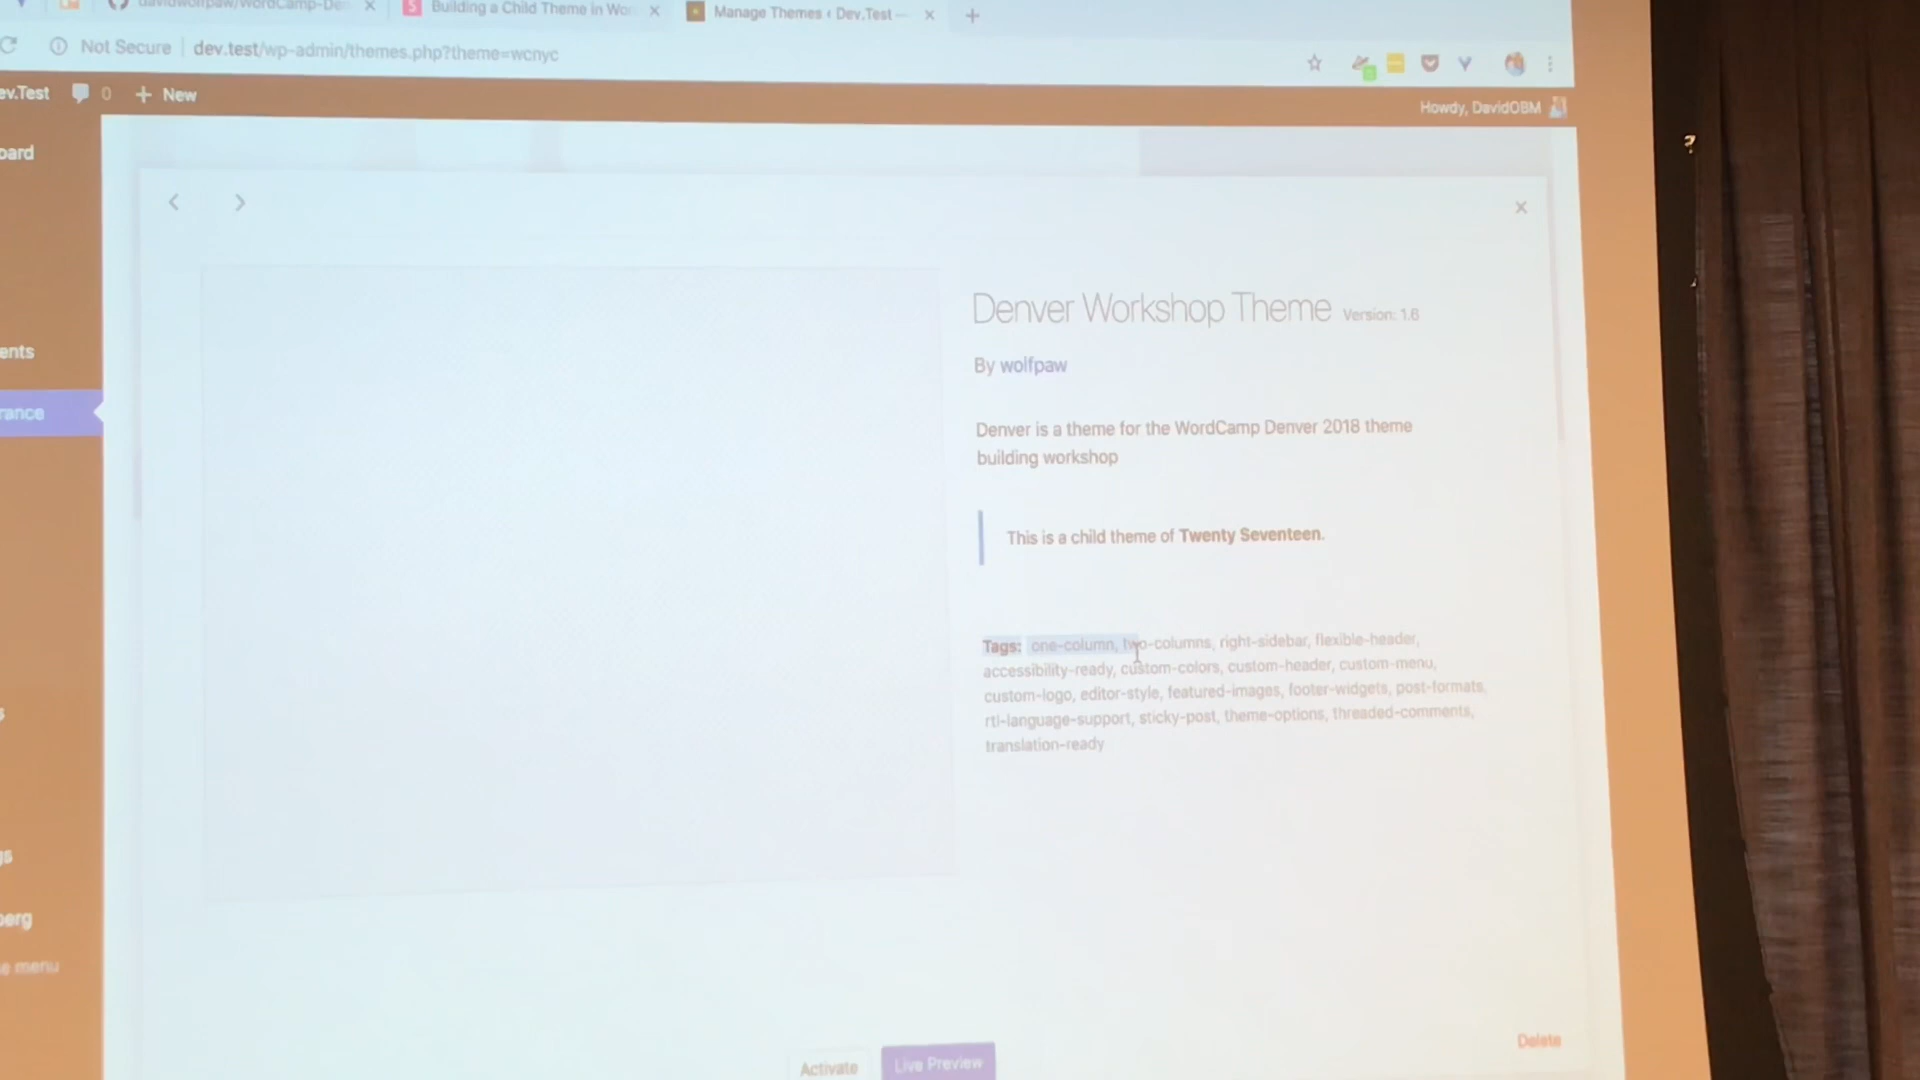 davidwolfpaw/WordCamp-De
Building a Child Theme in Wo
Manage Themes ‹ Dev.Test —
Not Secure
dev.test/wp-admin/themes.php?theme=wcnyc
ev.Test
0
New
Howdy, DavidOBM
oard
ents
rance
s
gs
berg
e menu
Denver Workshop Theme Version: 1.6
By wolfpaw
Denver is a theme for the WordCamp Denver 2018 theme
building workshop
This is a child theme of Twenty Seventeen.
Tags: one-column, two-columns, right-sidebar, flexible-header,
accessibility-ready, custom-colors, custom-header, custom-menu,
custom-logo, editor-style, featured-images, footer-widgets, post-formats,
rtl-language-support, sticky-post, theme-options, threaded-comments,
translation-ready
Activate
Live Preview
Delete